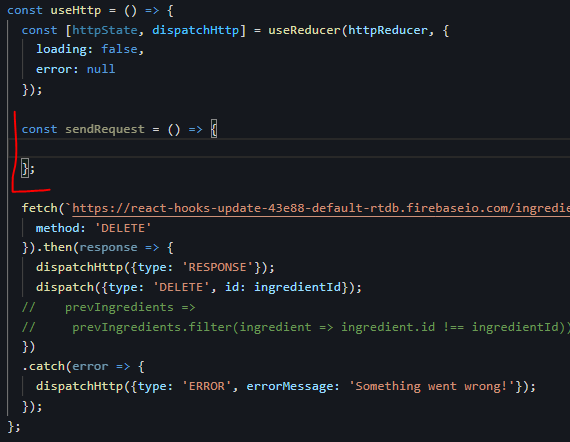 const useHttp = () => {
const [httpState, dispatchHttp] = useReducer(httpReducer, {
loading: false,
error: null
});
const sendRequest = () => {
};
fetch(`https://react-hooks-update-43e88-default-rtdb.firebaseio.com/ingredie
method: 'DELETE'
}).then(response => {
dispatchHttp({type: 'RESPONSE'});
dispatch({type: 'DELETE', id: ingredientId});
//    prevIngredients =>
//     prevIngredients.filter(ingredient => ingredient.id !== ingredientId))
})
.catch(error => {
dispatchHttp({type: 'ERROR', errorMessage: 'Something went wrong!'});
});
};